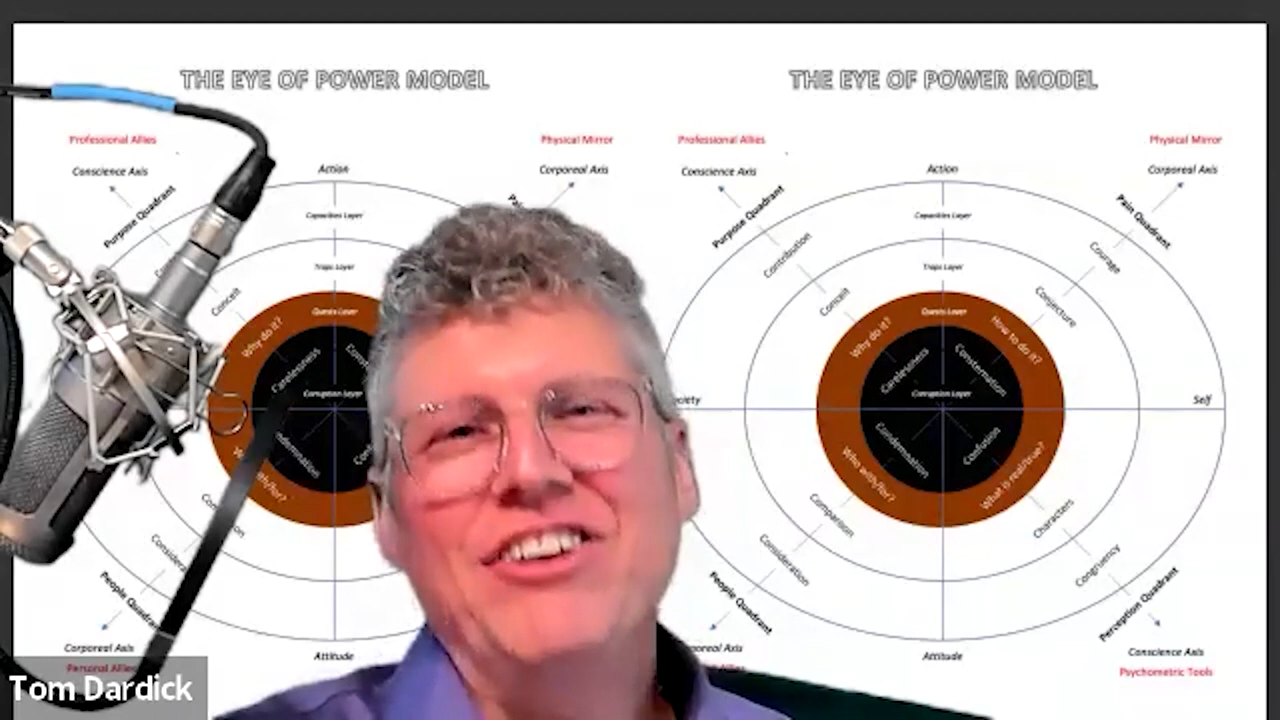 THE EYE OF POWER MODEL
Professional Allies
Physical Mirror
Conscience Axis
Action
Corporeal Axis
Purpose Quadrant
Capacities Layer
Traps Layer
Conceit
Quests Layer
Why do it?
Carelessness
Corruption Layer
People Quadrant
Corporeal Axis
Attitude
Personal Allies
Tom Dardick
THE EYE OF POWER MODEL
Professional Allies
Physical Mirror
Conscience Axis
Action
Corporeal Axis
Purpose Quadrant
Pain Quadrant
Capacities Layer
Contribution
Courage
Traps Layer
Conceit
Conjecture
Quests Layer
Why do it?
How to do it?
Carelessness
Consternation
Corruption Layer
Self
Condemnation
Confusion
Who with/for?
What is real/true?
Comparison
Characters
Consideration
Congruency
People Quadrant
Perception Quadrant
Attitude
Conscience Axis
Psychometric Tools